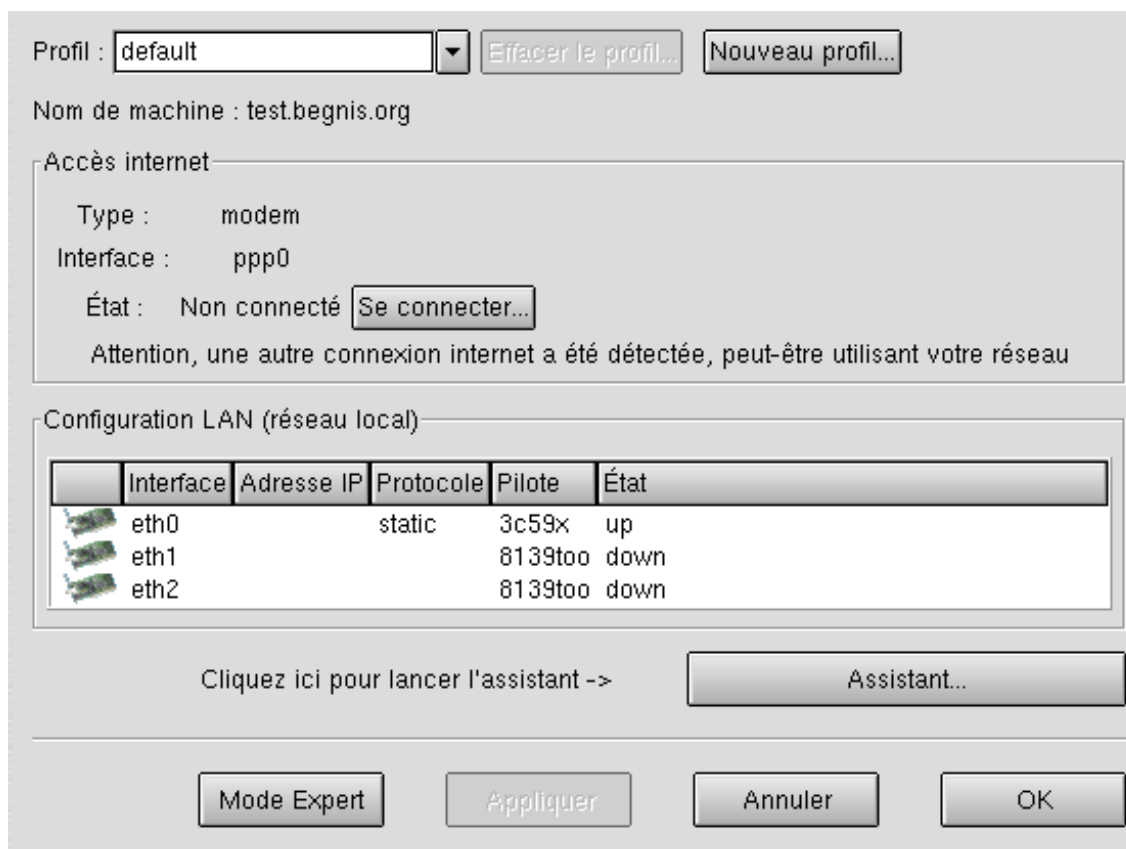 Profil : default Effacer le profil... Nouveau profil...
Nom de machine : test.begnis.org
Accès internet
Type : modem
Interface : ppp0
État : Non connecté Se connecter...
Attention, une autre connexion internet a été détectée, peut-être utilisant votre réseau
Configuration LAN (réseau local)
Interface Adresse IP Protocole Pilote État
eth0 static 3c59x up
eth1 8139too down
eth2 8139too down
Cliquez ici pour lancer l'assistant -> Assistant...
Mode Expert Appliquer Annuler OK